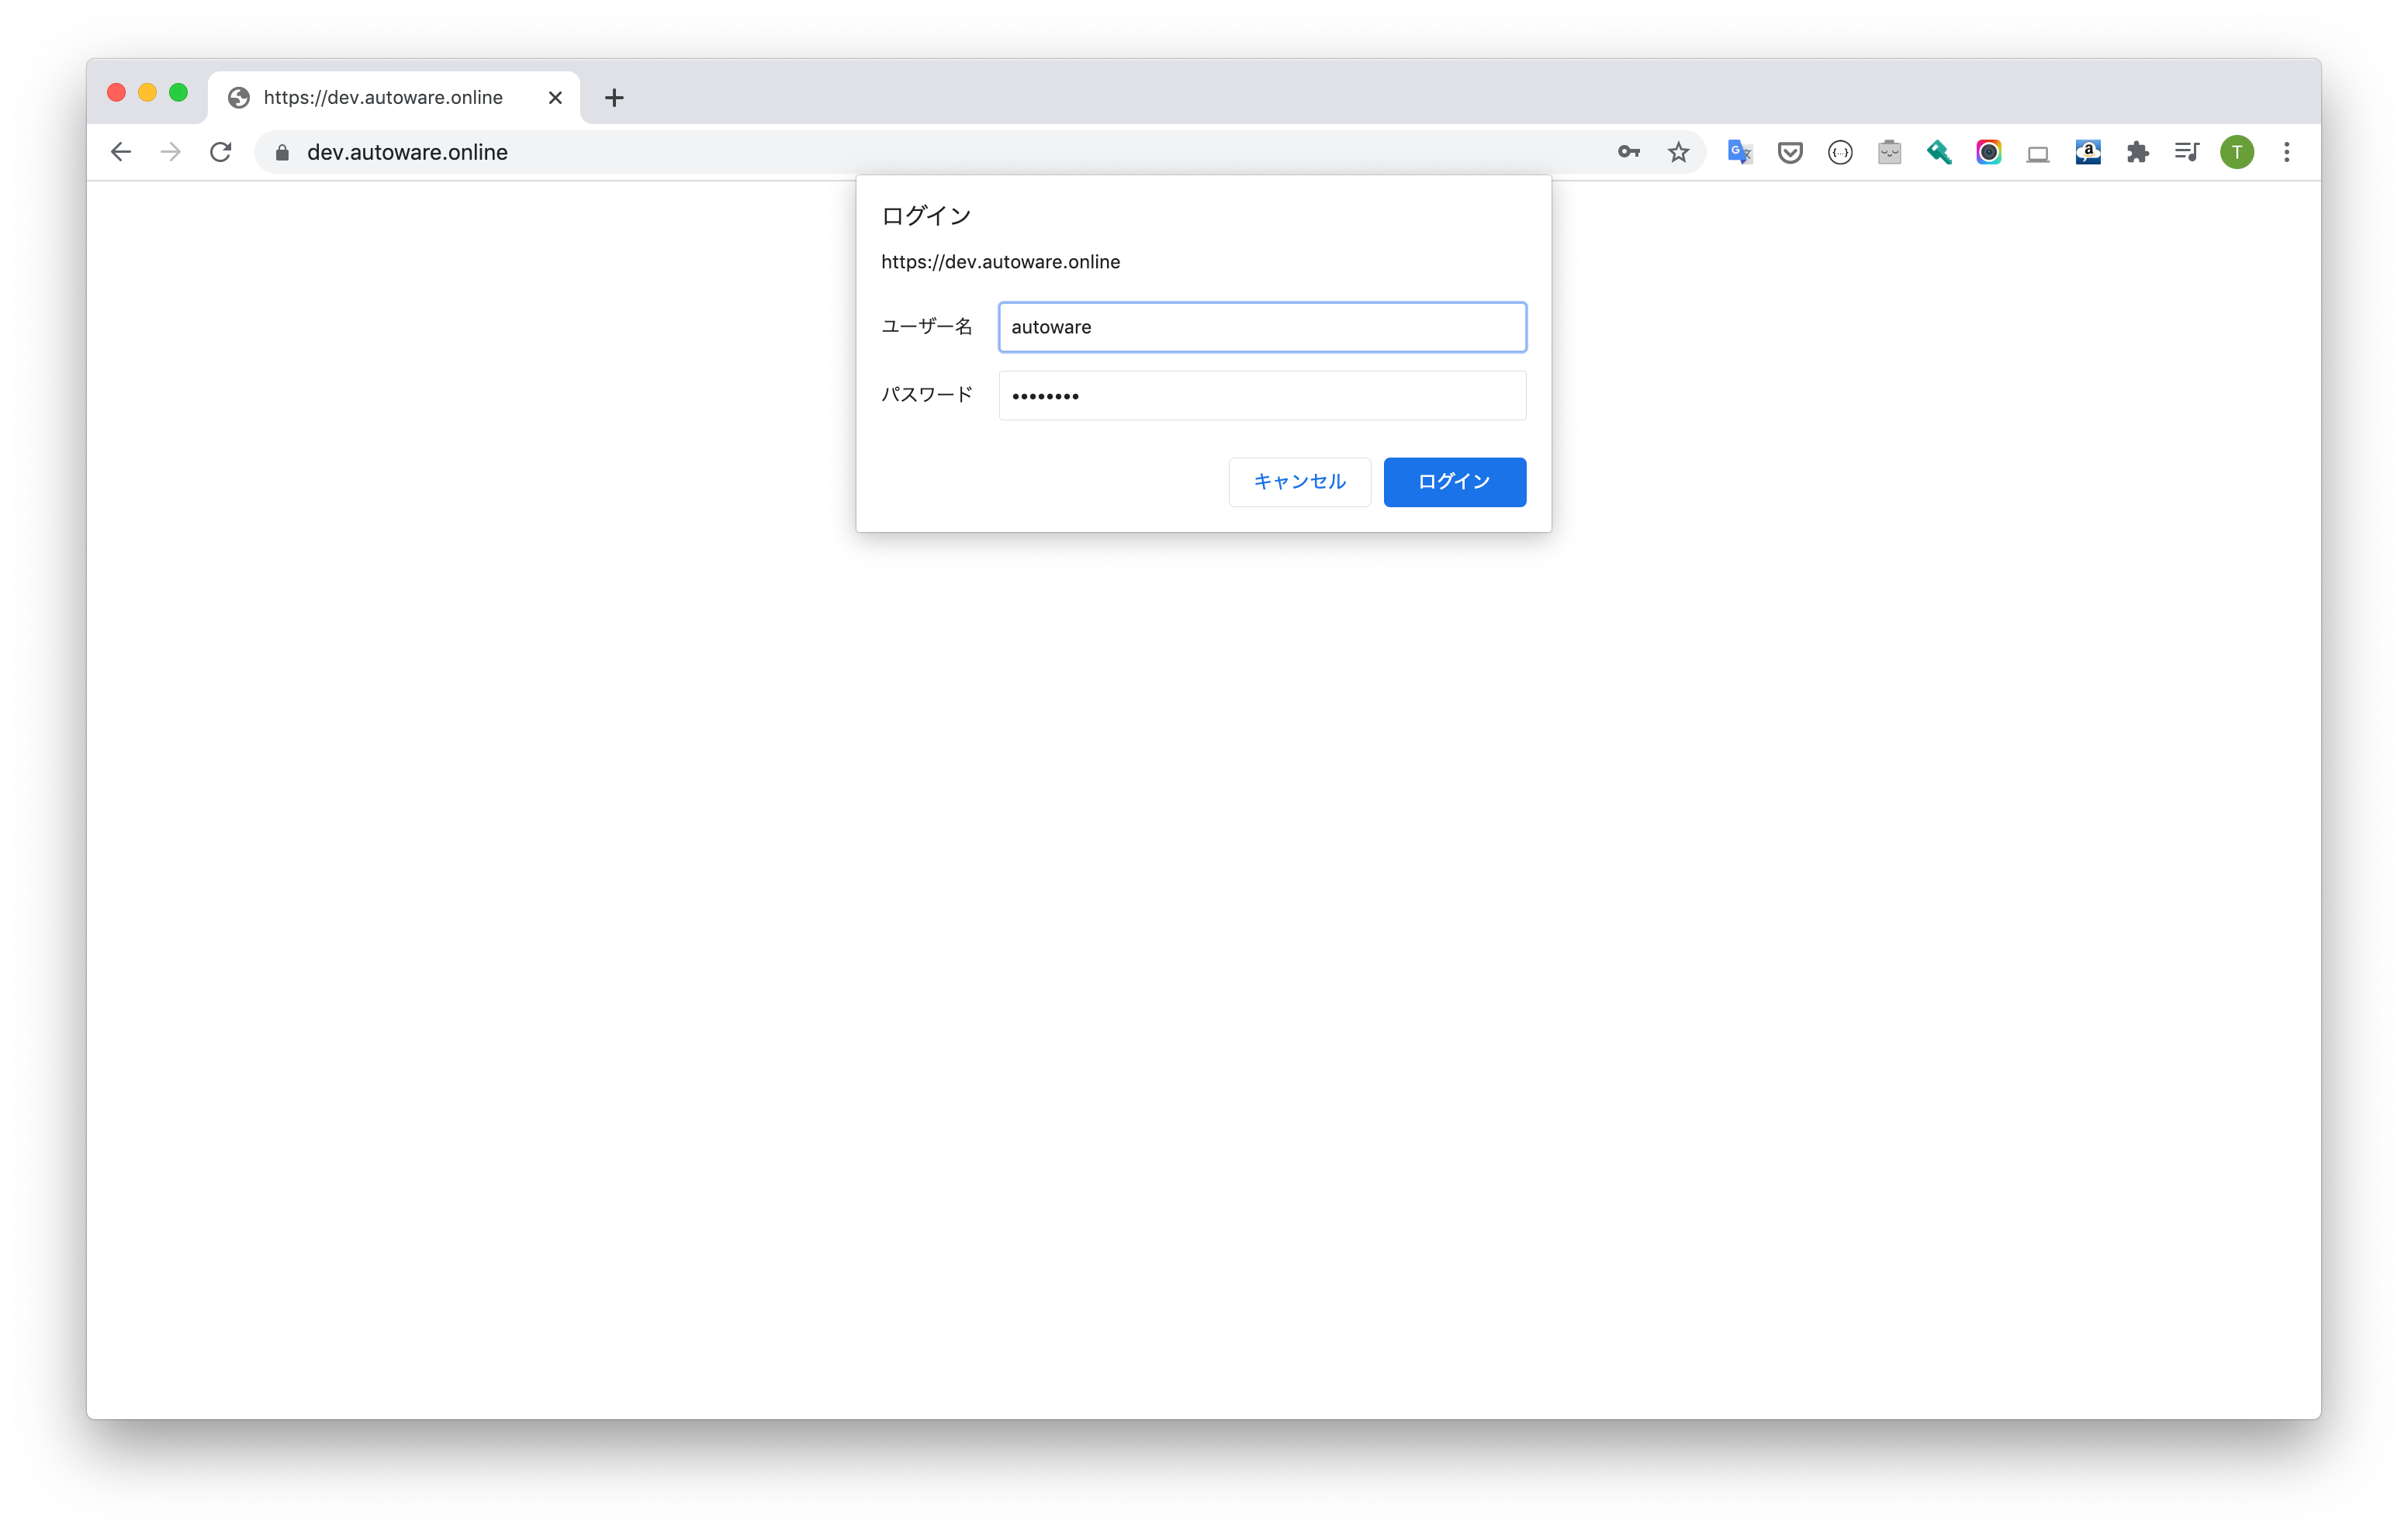 https://dev.autoware.online
dev.autoware.online
T
ログイン
https://dev.autoware.online
ユーザー名 autoware
パスワード ••••••••
キャンセル ログイン